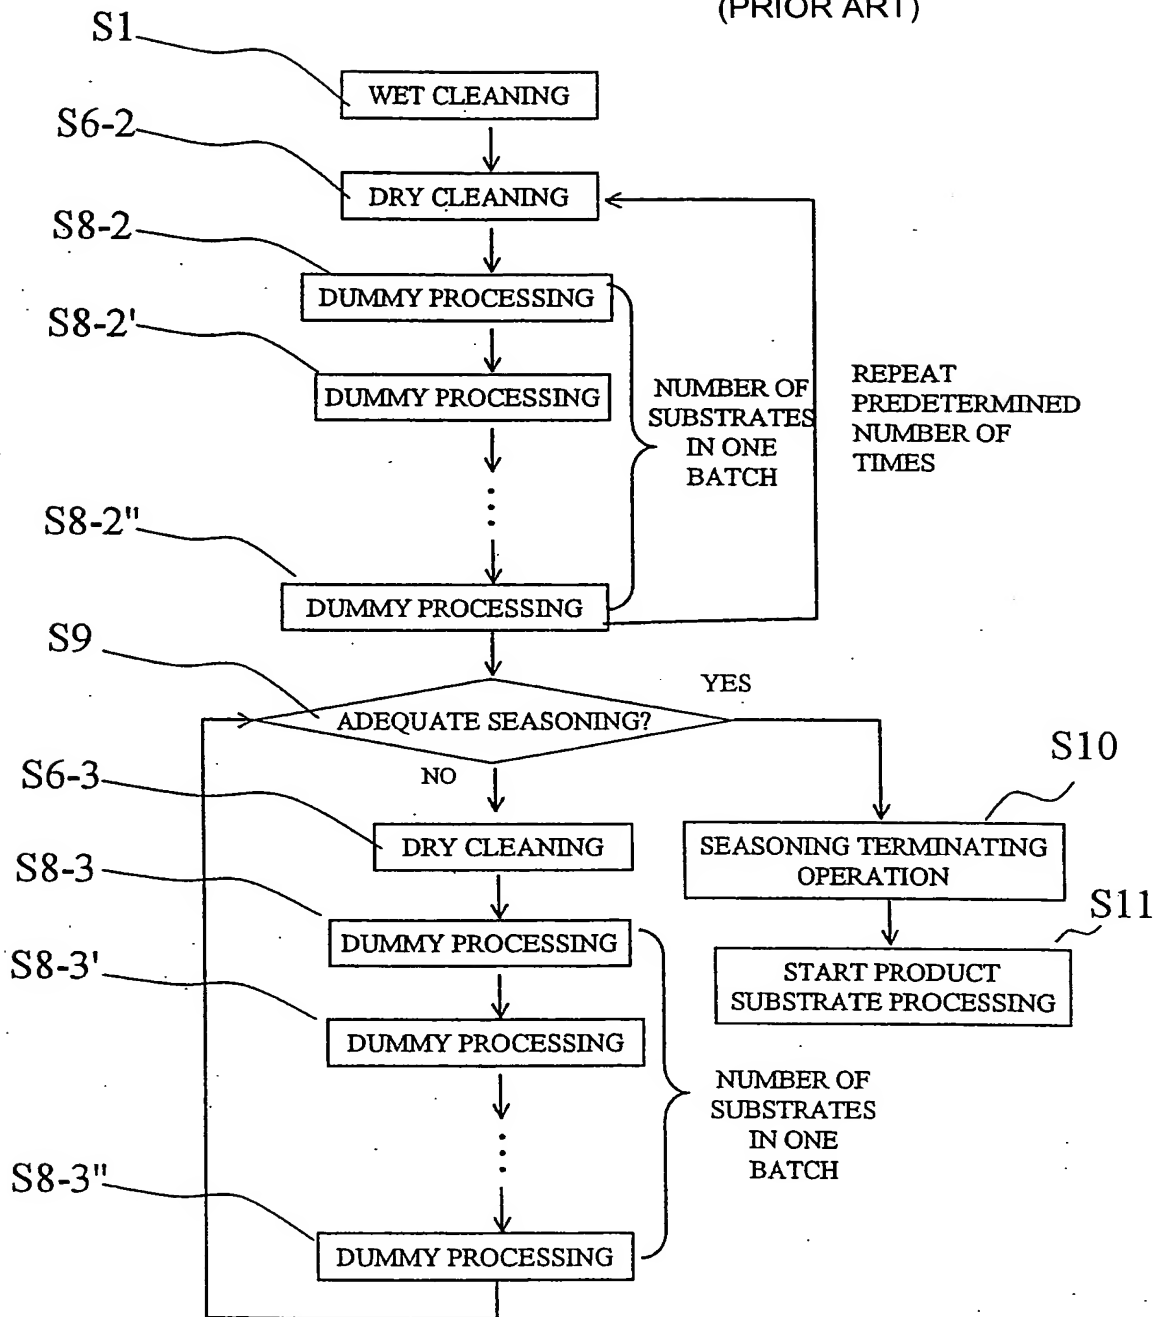 (PRIOR ART)
S1
WET CLEANING
S6-2
DRY CLEANING
S8-2
DUMMY PROCESSING
S8-2'
DUMMY PROCESSING
NUMBER OF
SUBSTRATES
IN ONE
BATCH
REPEAT
PREDETERMINED
NUMBER OF
TIMES
S8-2"
DUMMY PROCESSING
S9
ADEQUATE SEASONING?
YES
NO
S10
SEASONING TERMINATING
OPERATION
S11
START PRODUCT
SUBSTRATE PROCESSING
S6-3
DRY CLEANING
S8-3
DUMMY PROCESSING
S8-3'
DUMMY PROCESSING
NUMBER OF
SUBSTRATES
IN ONE
BATCH
S8-3"
DUMMY PROCESSING